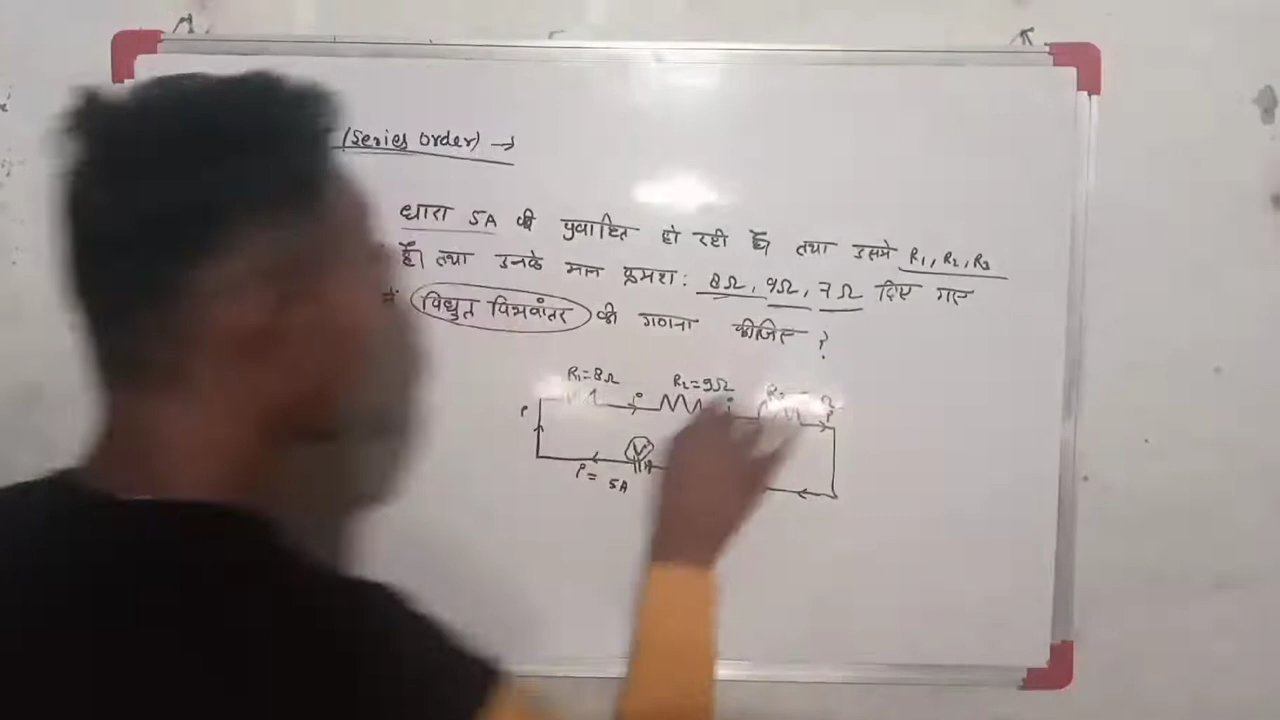 (Series order) →
धारा 5A की प्रवाहित हो रही है तथा उसमे R₁, R₂, R₃
है। तथा उनके मान क्रमश: 8Ω, 9Ω, 7Ω दिए गए
विधुत विभवांतर की गणना कीजिए ?
R₁=8Ω R₂=9Ω
V
i = 5A